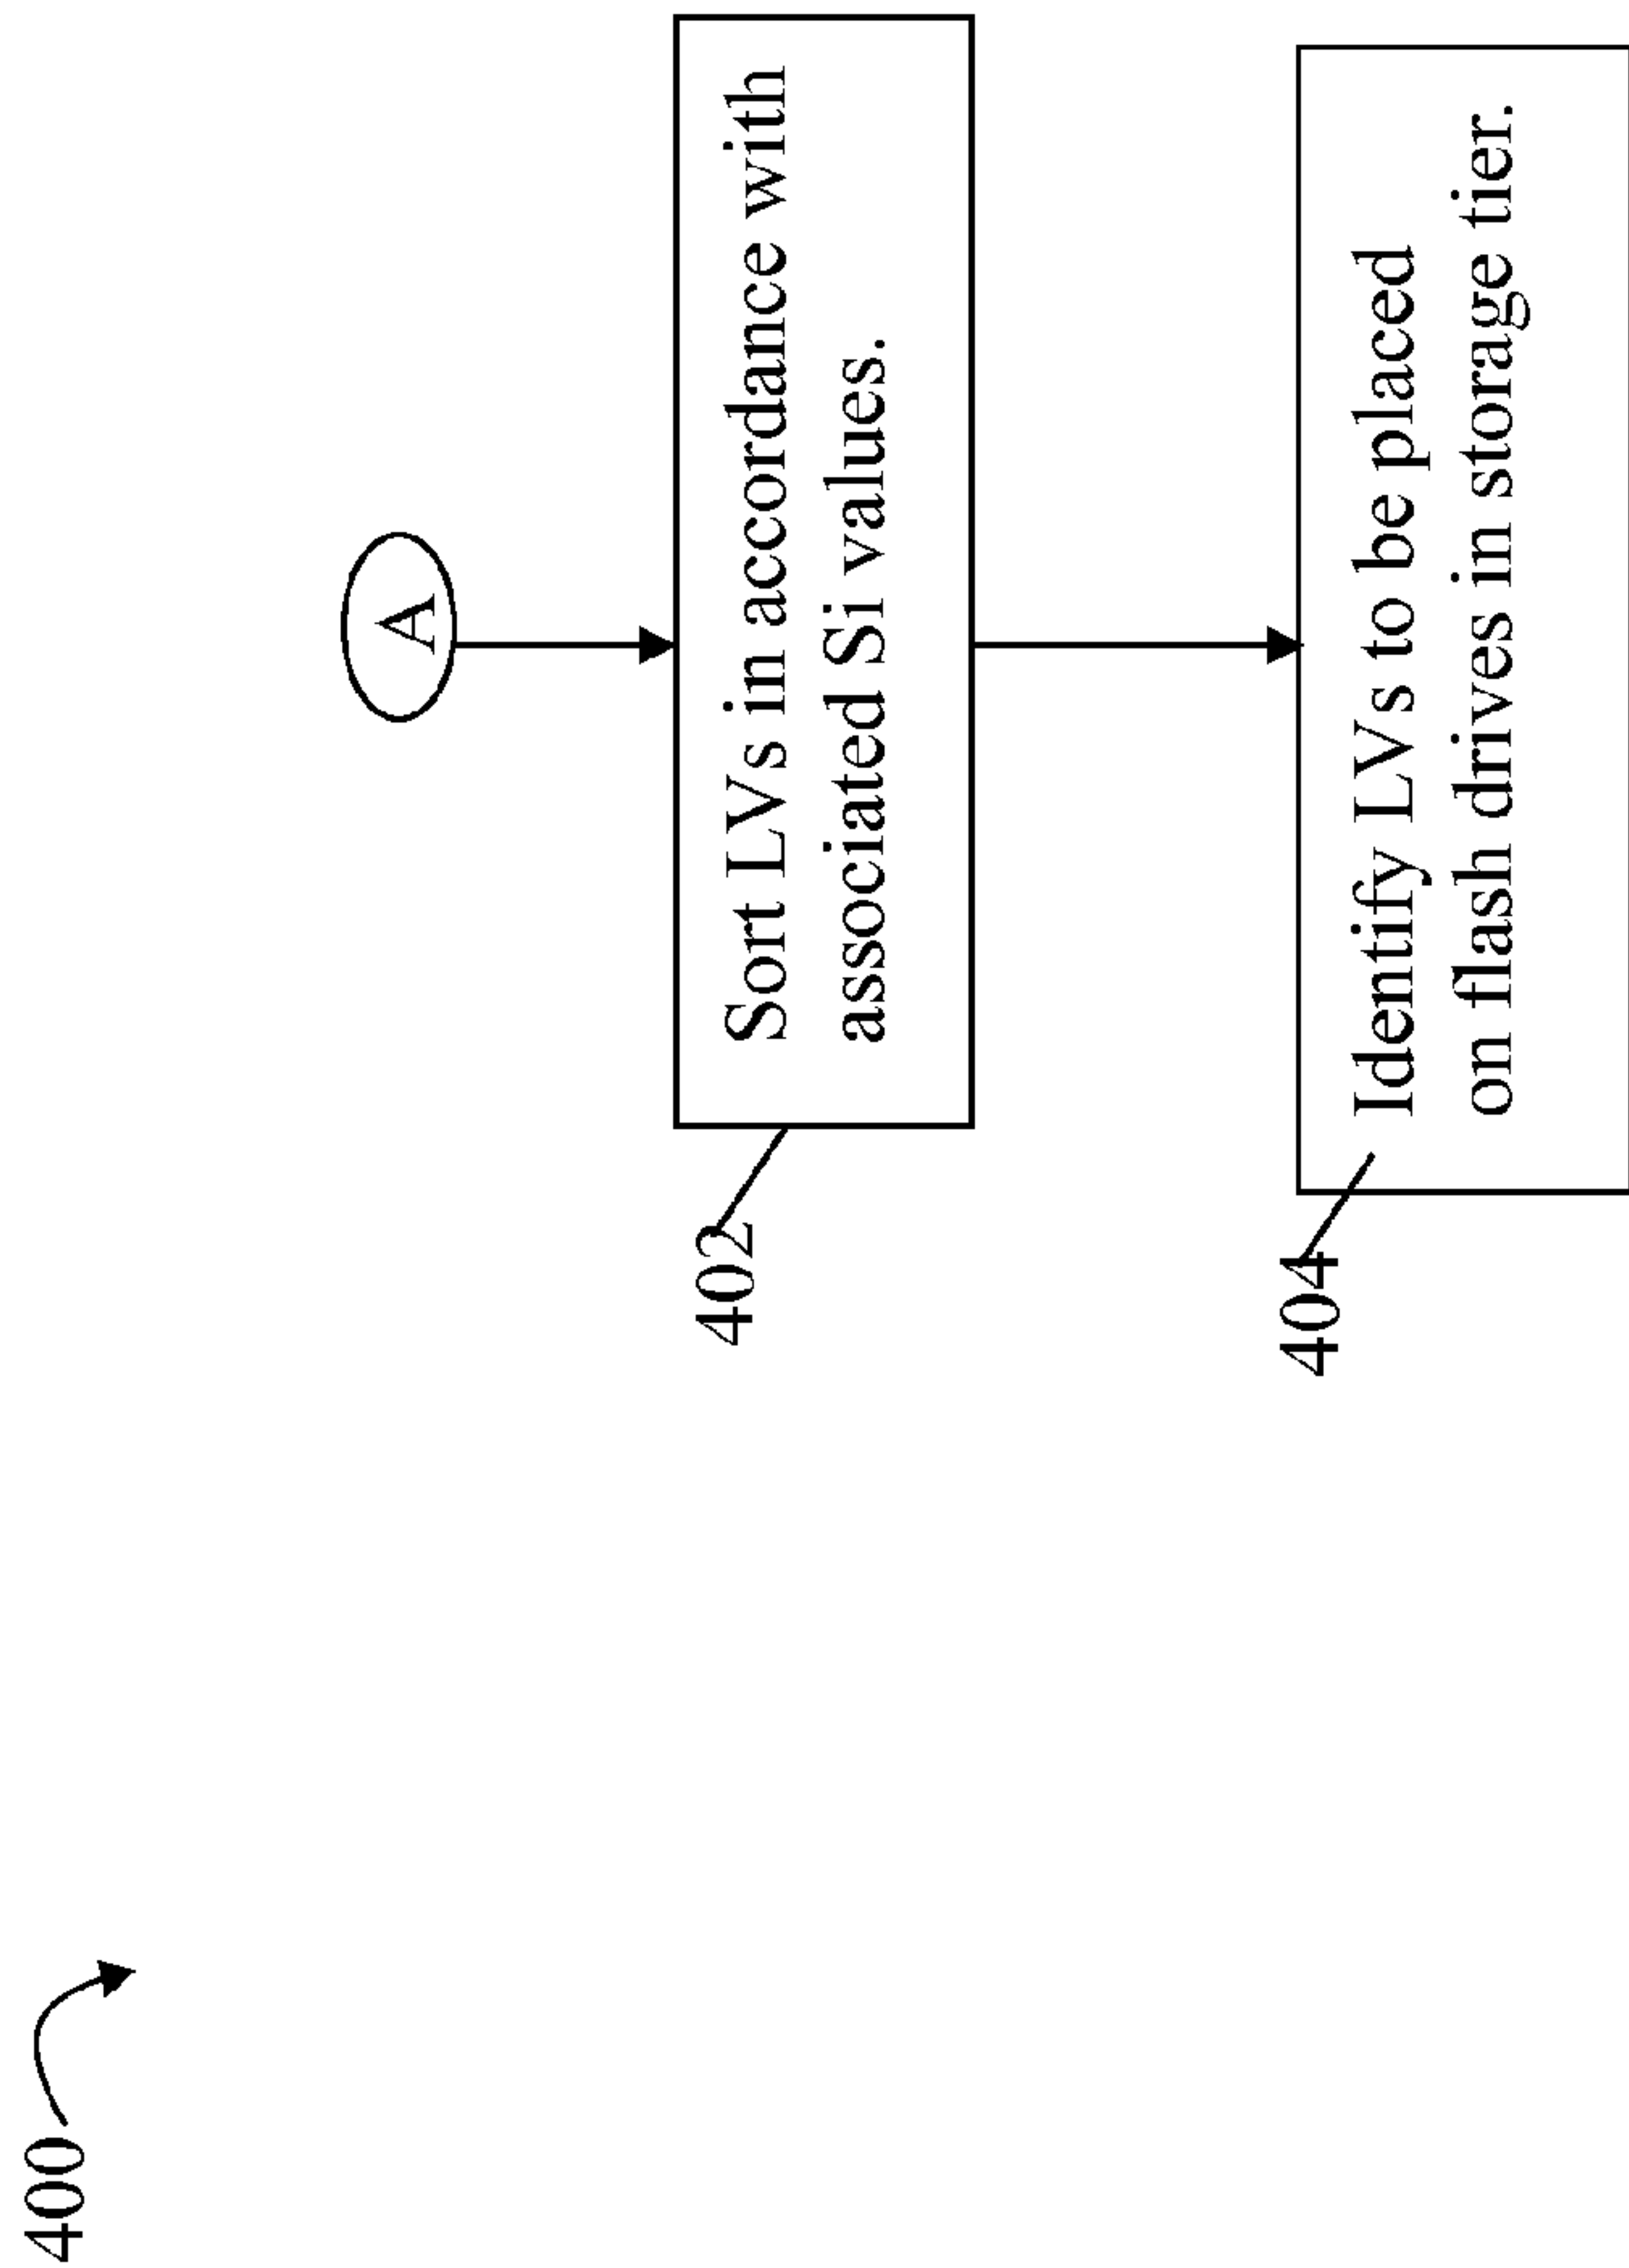 400
A
402
Sort LVs in accordance with
associated Si values.
404
Identify LVs to be placed
on flash drives in storage tier.